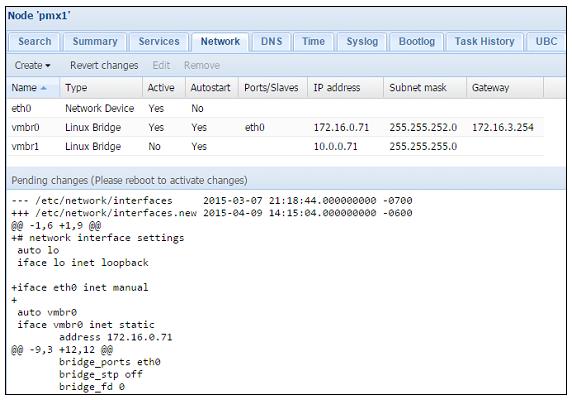 Node 'pmx1'
Search Summary Services Network DNS Time Syslog Bootlog Task History UBC
Create Revert changes Edit Remove
Name Type Active Autostart Ports/Slaves IP address Subnet mask Gateway
eth0 Network Device Yes No
vmbr0 Linux Bridge Yes Yes eth0 172.16.0.71 255.255.252.0 172.16.3.254
vmbr1 Linux Bridge No Yes 10.0.0.71 255.255.255.0
Pending changes (Please reboot to activate changes)
--- /etc/network/interfaces 2015-03-07 21:18:44.000000000 -0700
+++ /etc/network/interfaces.new 2015-04-09 14:15:04.000000000 -0600
@@ -1,6 +1,9 @@
+# network interface settings
auto lo
iface lo inet loopback
+iface eth0 inet manual
+
auto vmbr0
iface vmbr0 inet static
address 172.16.0.71
@@ -9,3 +12,12 @@
bridge_ports eth0
bridge_stp off
bridge_fd 0